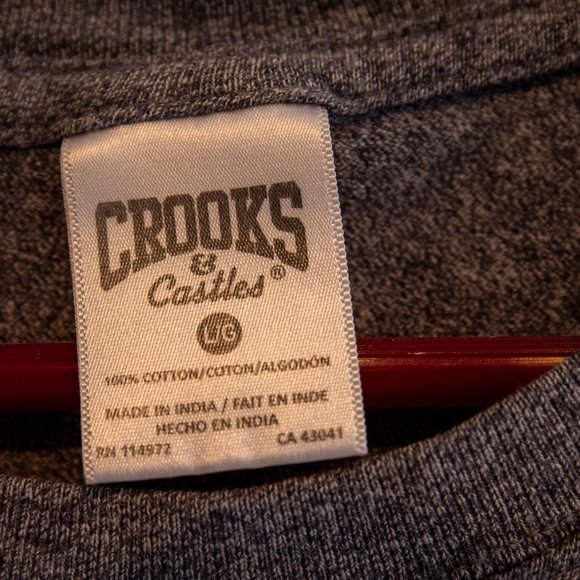 CROOKS
&
Castles®
L/G
100% COTTON/COTON/ALGODÓN
MADE IN INDIA / FAIT EN INDE
HECHO EN INDIA
RN 114972 CA 43041